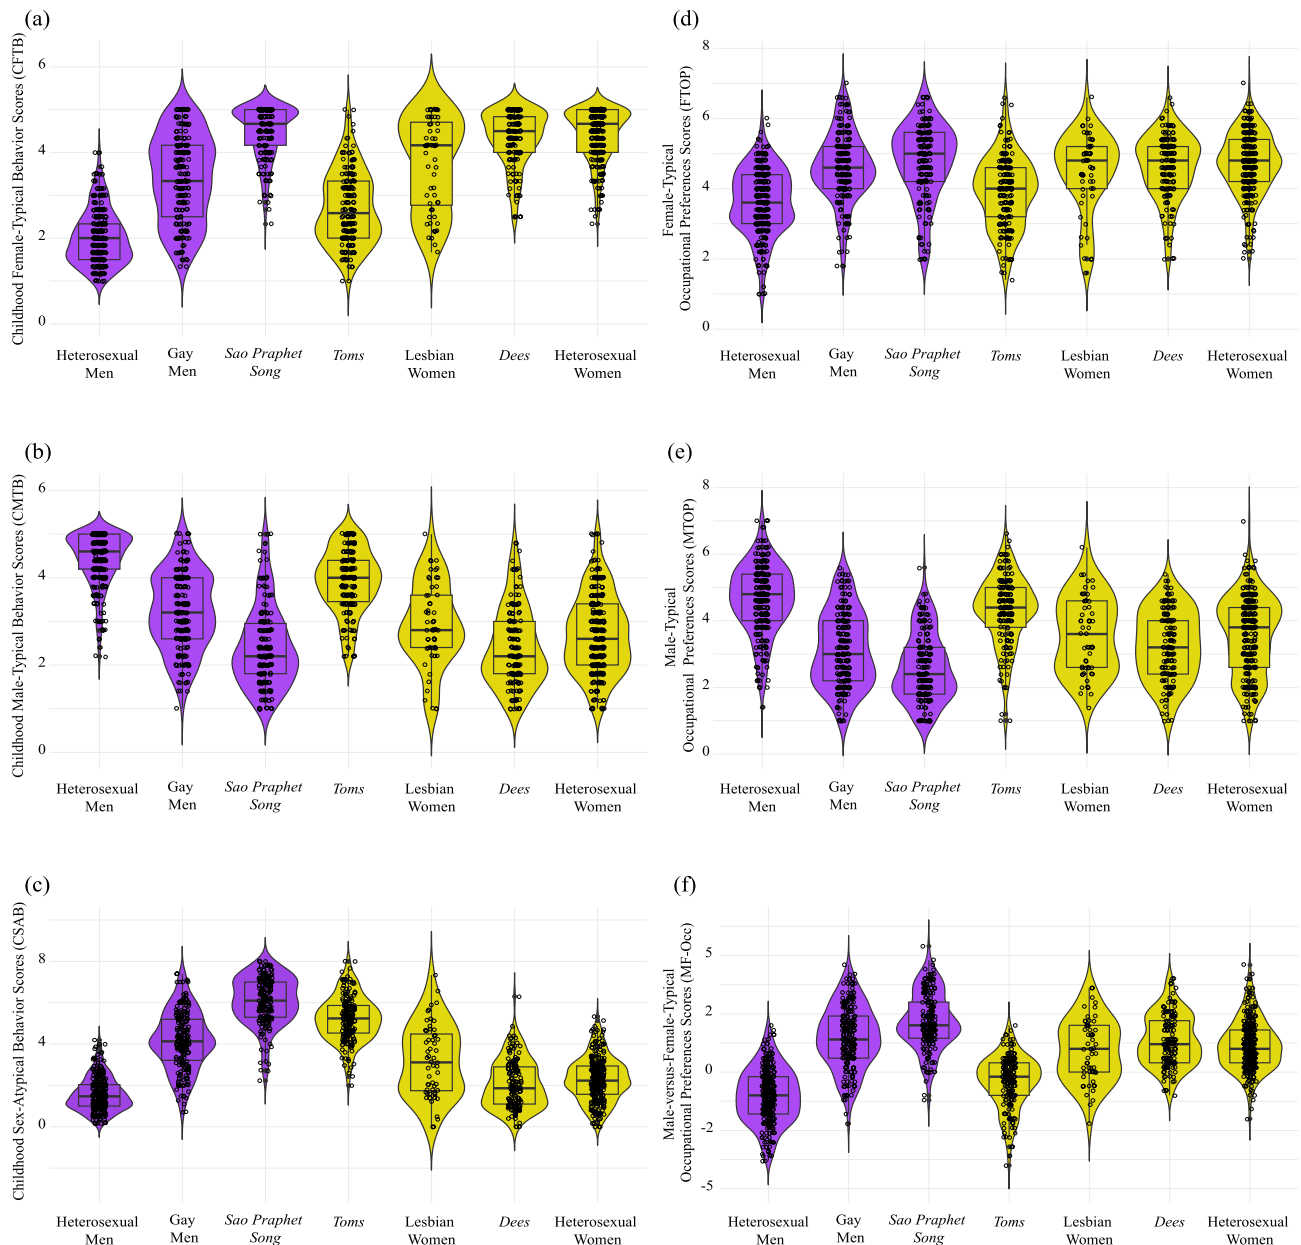 (a)
Childhood Female-Typical Behavior Scores (CFTB)
6
4
2
0
Heterosexual
Men
Gay
Men
Sao Praphet
Song
Toms
Lesbian
Women
Dees
Heterosexual
Women
(d)
Female-Typical
Occupational Preferences Scores (FTOP)
8
6
4
2
0
Heterosexual
Men
Gay
Men
Sao Praphet
Song
Toms
Lesbian
Women
Dees
Heterosexual
Women
(b)
Childhood Male-Typical Behavior Scores (CMTB)
6
4
2
0
Heterosexual
Men
Gay
Men
Sao Praphet
Song
Toms
Lesbian
Women
Dees
Heterosexual
Women
(e)
Male-Typical
Occupational Preferences Scores (MTOP)
8
6
4
2
0
Heterosexual
Men
Gay
Men
Sao Praphet
Song
Toms
Lesbian
Women
Dees
Heterosexual
Women
(c)
Childhood Sex-Atypical Behavior Scores (CSAB)
8
4
0
Heterosexual
Men
Gay
Men
Sao Praphet
Song
Toms
Lesbian
Women
Dees
Heterosexual
Women
(f)
Male-versus-Female-Typical
Occupational Preferences Scores (MF-Occ)
5
2
0
-2
-5
Heterosexual
Men
Gay
Men
Sao Praphet
Song
Toms
Lesbian
Women
Dees
Heterosexual
Women